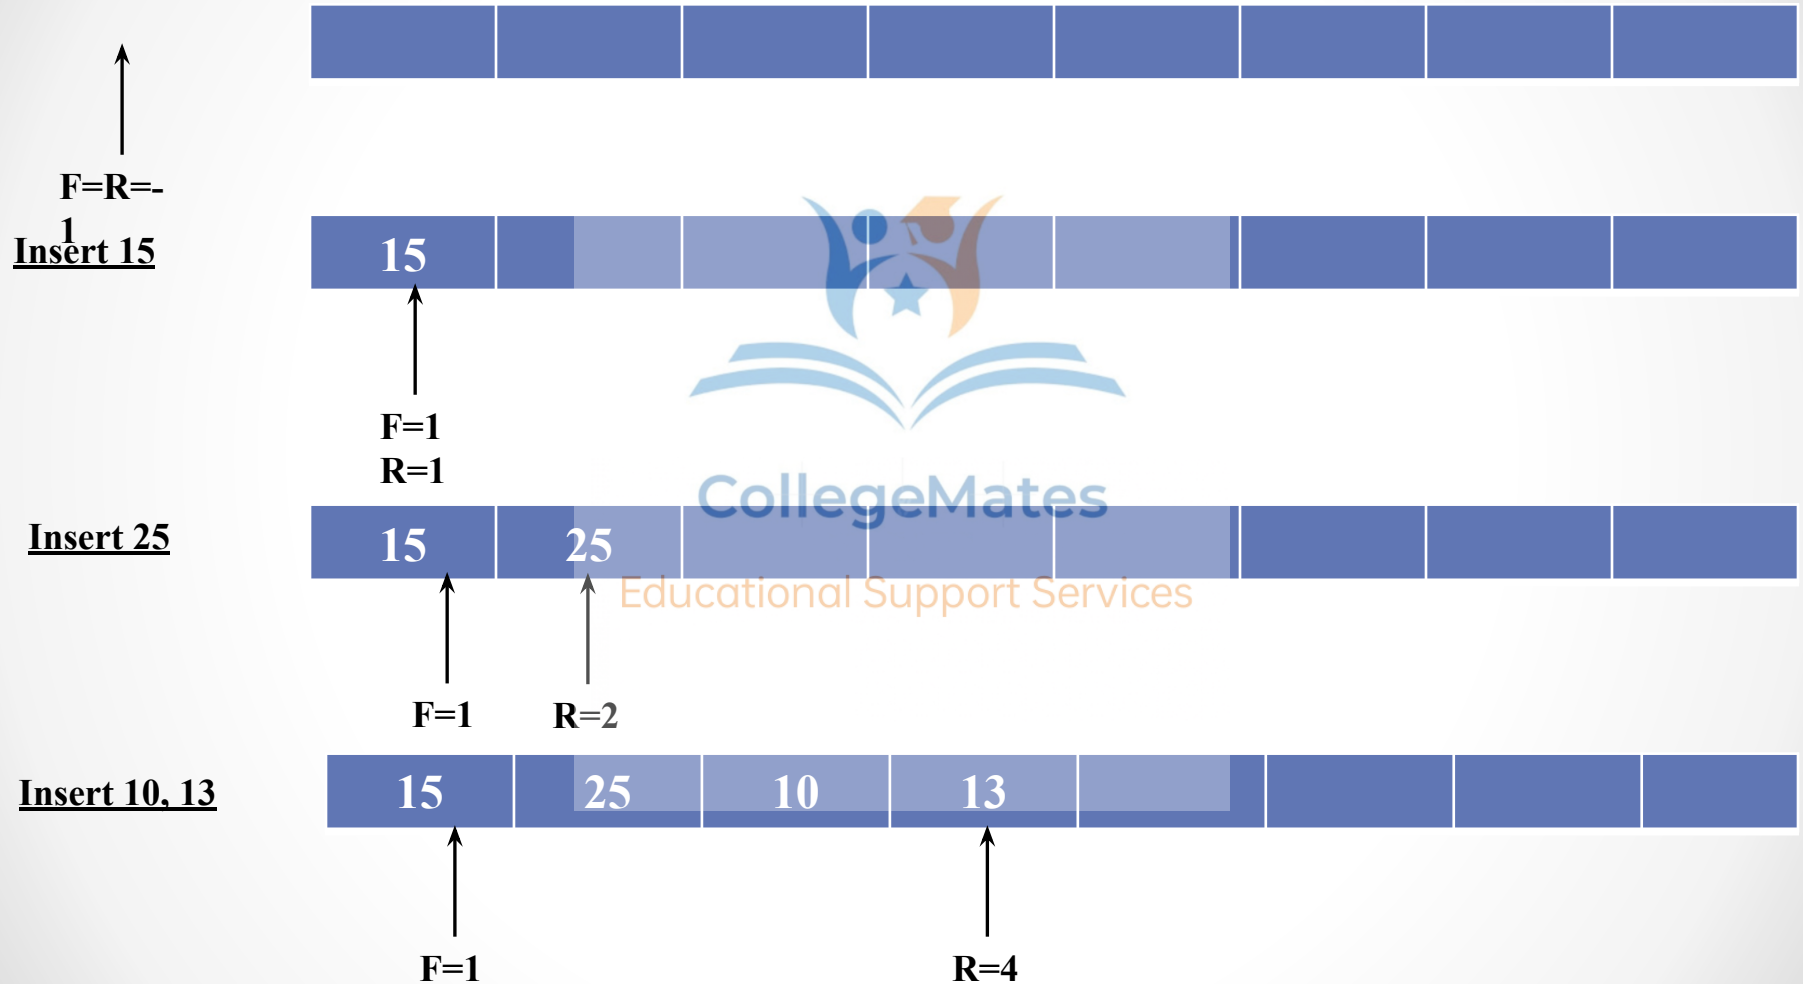 F=R=-
1
Insert 15
15
F=1
R=1
CollegeMates
Insert 25
15 25
Educational Support Services
F=1 R=2
Insert 10, 13
15 25 10 13
F=1 R=4